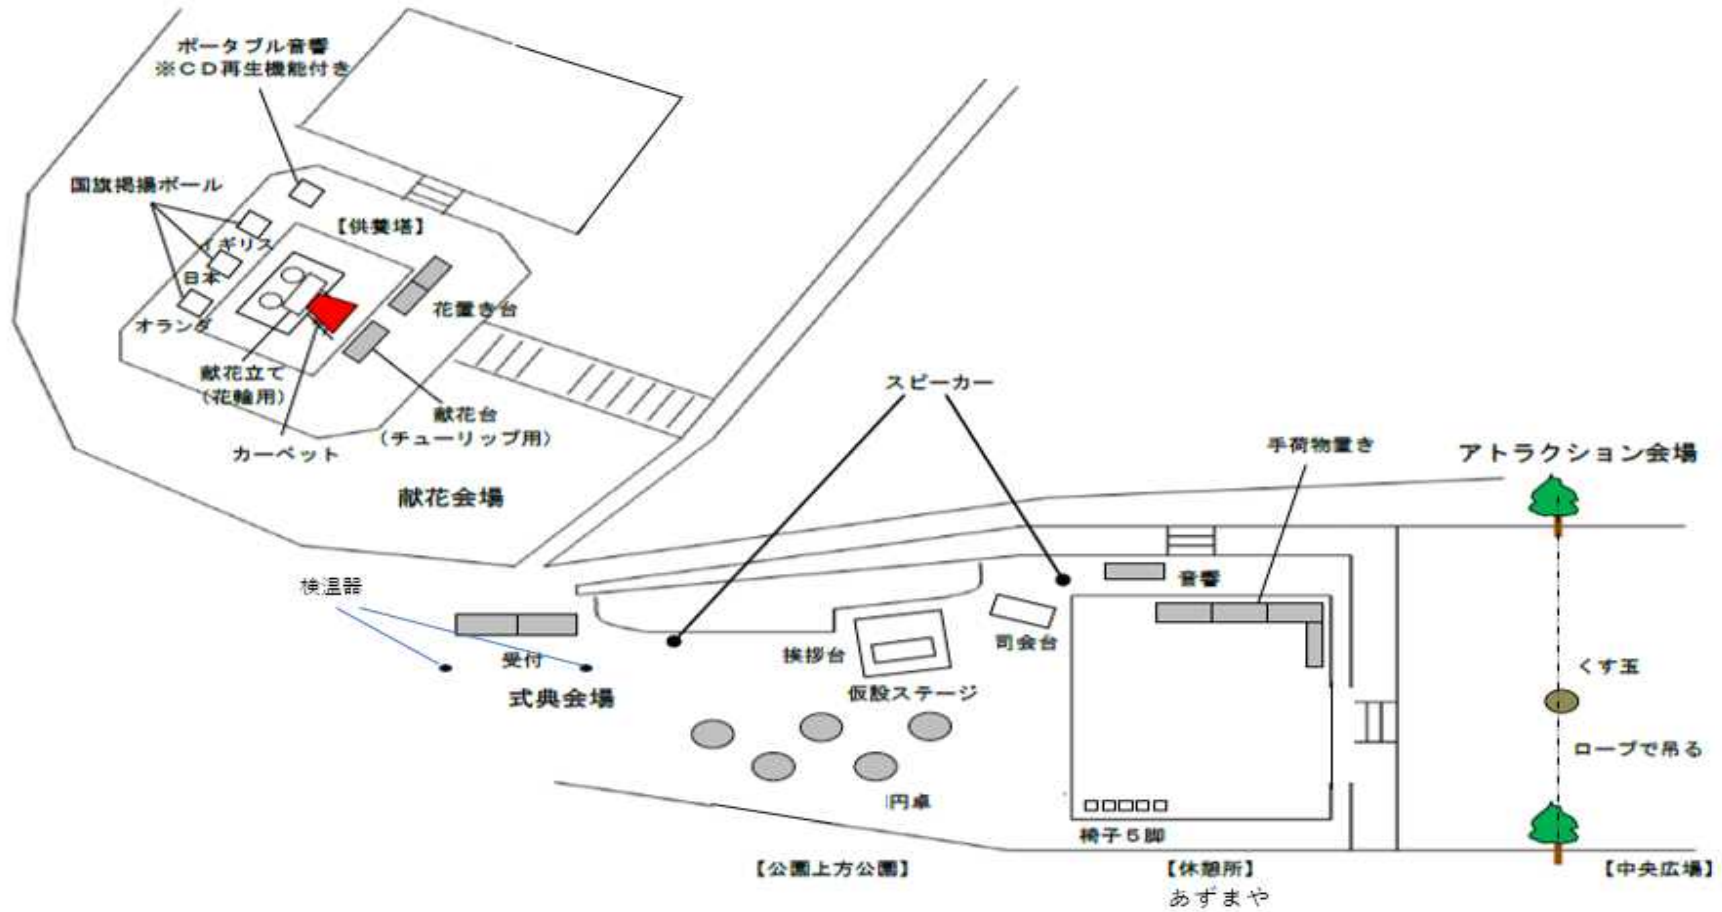 ポータブル音響
※CD再生機能付き
国旗掲揚ポール
【供養塔】
イギリス
日本
オランダ
花置き台
献花立て
（花輪用）
献花台
（チューリップ用）
カーペット
献花会場
スピーカー
手荷物置き
アトラクション会場
検温器
受付
式典会場
音響
司会台
挨拶台
仮設ステージ
くす玉
ロープで吊る
円卓
椅子５脚
【公園上方公園】
【休憩所】
あずまや
【中央広場】